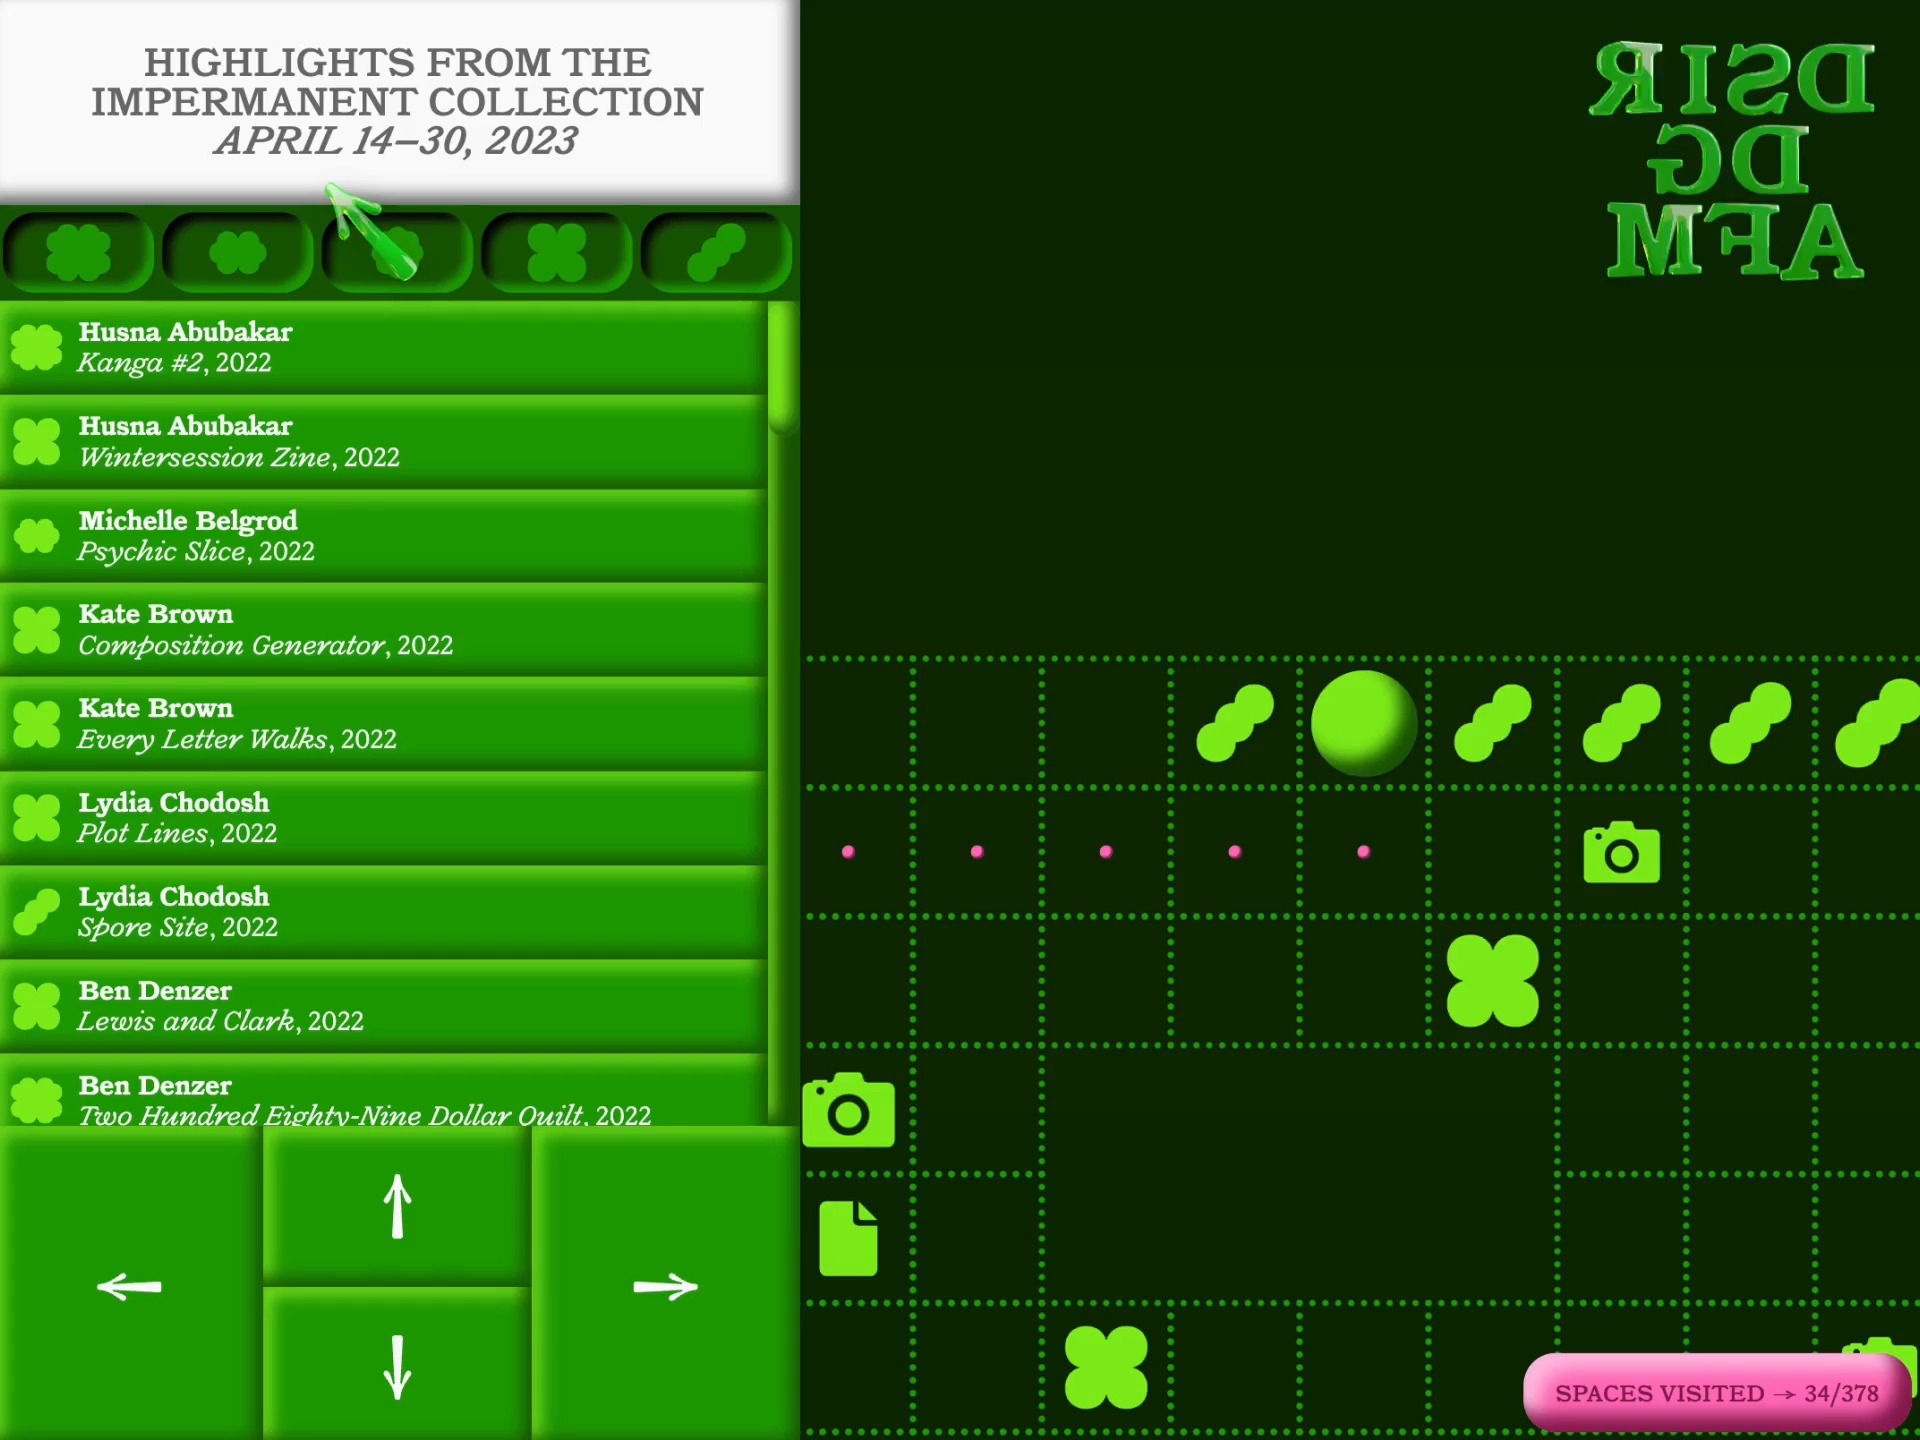 HIGHLIGHTS FROM THE
IMPERMANENT COLLECTION
APRIL 14–30, 2023
Husna Abubakar
Kanga #2, 2022
Husna Abubakar
Wintersession Zine, 2022
Michelle Belgrod
Psychic Slice, 2022
Kate Brown
Composition Generator, 2022
Kate Brown
Every Letter Walks, 2022
Lydia Chodosh
Plot Lines, 2022
Lydia Chodosh
Spore Site, 2022
Ben Denzer
Lewis and Clark, 2022
Ben Denzer
Two Hundred Eighty-Nine Dollar Quilt, 2022
← ↑ ↓ →
RISD
GD
MFA
SPACES VISITED → 34/378